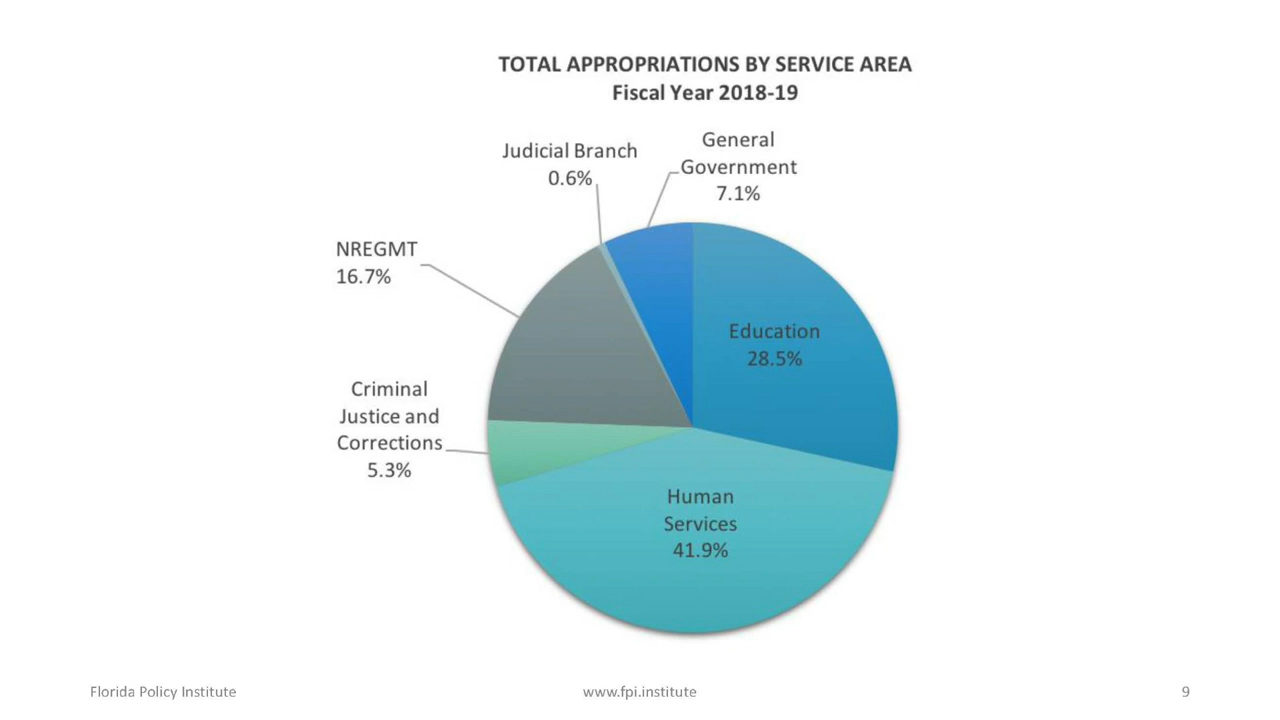 TOTAL APPROPRIATIONS BY SERVICE AREA
Fiscal Year 2018-19
Judicial Branch
0.6%
General
Government
7.1%
NREGMT
16.7%
Education
28.5%
Criminal
Justice and
Corrections
5.3%
Human
Services
41.9%
Florida Policy Institute
www.fpi.institute
9